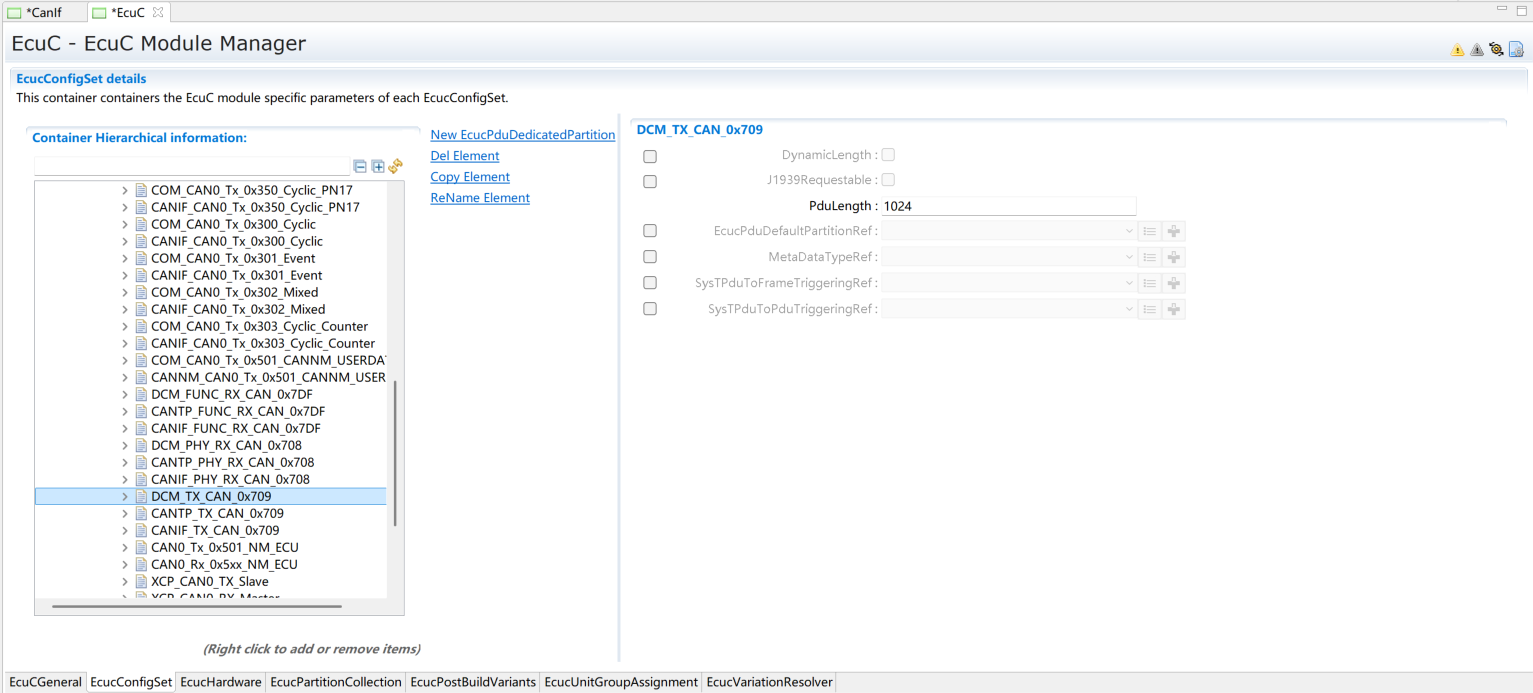 *CanIf
*EcuC
EcuC - EcuC Module Manager
EcucConfigSet details
This container containers the EcuC module specific parameters of each EcucConfigSet.
Container Hierarchical information:
COM_CAN0_Tx_0x350_Cyclic_PN17
CANIF_CAN0_Tx_0x350_Cyclic_PN17
COM_CAN0_Tx_0x300_Cyclic
CANIF_CAN0_Tx_0x300_Cyclic
COM_CAN0_Tx_0x301_Event
CANIF_CAN0_Tx_0x301_Event
COM_CAN0_Tx_0x302_Mixed
CANIF_CAN0_Tx_0x302_Mixed
COM_CAN0_Tx_0x303_Cyclic_Counter
CANIF_CAN0_Tx_0x303_Cyclic_Counter
COM_CAN0_Tx_0x501_CANNM_USERDA
CANNM_CAN0_Tx_0x501_CANNM_USER
DCM_FUNC_RX_CAN_0x7DF
CANTP_FUNC_RX_CAN_0x7DF
CANIF_FUNC_RX_CAN_0x7DF
DCM_PHY_RX_CAN_0x708
CANTP_PHY_RX_CAN_0x708
CANIF_PHY_RX_CAN_0x708
DCM_TX_CAN_0x709
CANTP_TX_CAN_0x709
CANIF_TX_CAN_0x709
CAN0_Tx_0x501_NM_ECU
CAN0_Rx_0x5xx_NM_ECU
XCP_CAN0_TX_Slave
XCP_CAN0_RX_Master
(Right click to add or remove items)
New EcucPduDedicatedPartition
Del Element
Copy Element
ReName Element
DCM_TX_CAN_0x709
DynamicLength :
J1939Requestable :
PduLength : 1024
EcucPduDefaultPartitionRef :
MetaDataTypeRef :
SysTPduToFrameTriggeringRef :
SysTPduToPduTriggeringRef :
EcuCGeneral EcucConfigSet EcucHardware EcucPartitionCollection EcucPostBuildVariants EcucUnitGroupAssignment EcucVariationResolver